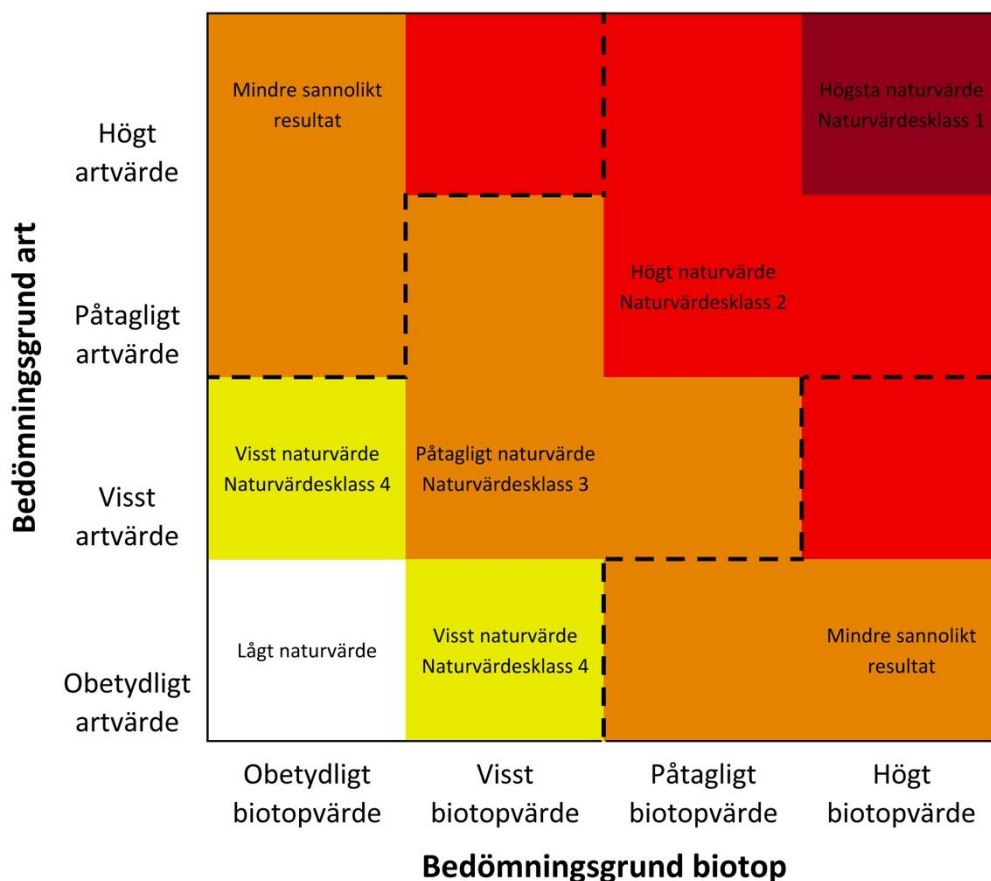 Bedömningsgrund art
Högt
artvärde
Mindre sannolikt
resultat
Högsta naturvärde
Naturvärdesklass 1
Påtagligt
artvärde
Högt naturvärde
Naturvärdesklass 2
Visst
artvärde
Visst naturvärde
Naturvärdesklass 4
Påtagligt naturvärde
Naturvärdesklass 3
Obetydligt
artvärde
Lågt naturvärde
Visst naturvärde
Naturvärdesklass 4
Mindre sannolikt
resultat
Obetydligt
biotopvärde
Visst
biotopvärde
Påtagligt
biotopvärde
Högt
biotopvärde
Bedömningsgrund biotop